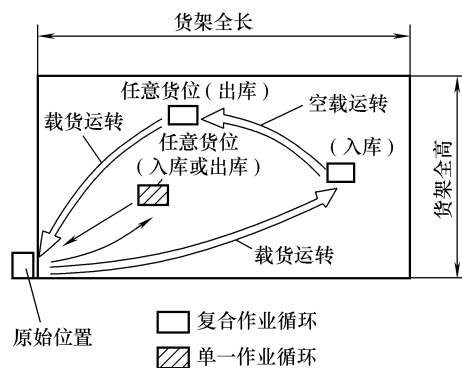 货架全长
任意货位(出库)
空载运转
载货运转
任意货位
(入库或出库)
(入库)
货架全高
载货运转
原始位置
复合作业循环
单一作业循环